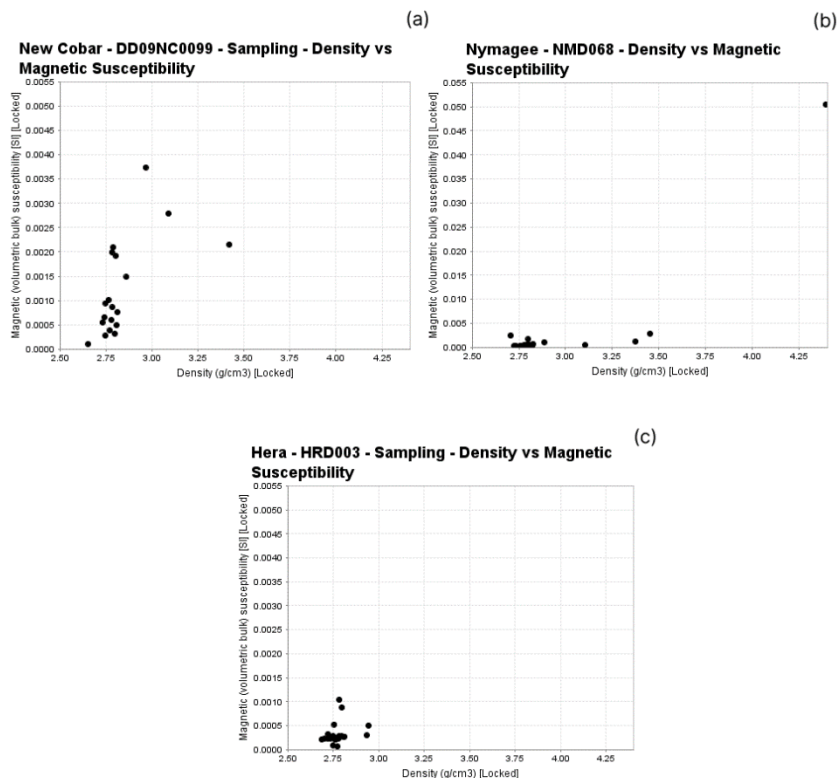 (a)
New Cobar - DD09NC0099 - Sampling - Density vs
Magnetic Susceptibility
Magnetic (volumetric bulk) susceptibility [SI] [Locked]
0.0055
0.0050
0.0045
0.0040
0.0035
0.0030
0.0025
0.0020
0.0015
0.0010
0.0005
0.0000
2.50 2.75 3.00 3.25 3.50 3.75 4.00 4.25
Density (g/cm3) [Locked]
(b)
Nymagee - NMD068 - Density vs Magnetic
Susceptibility
Magnetic (volumetric bulk) susceptibility [SI] [Locked]
0.055
0.050
0.045
0.040
0.035
0.030
0.025
0.020
0.015
0.010
0.005
0.000
2.50 2.75 3.00 3.25 3.50 3.75 4.00 4.25
Density (g/cm3) [Locked]
(c)
Hera - HRD003 - Sampling - Density vs Magnetic
Susceptibility
Magnetic (volumetric bulk) susceptibility [SI] [Locked]
0.0055
0.0050
0.0045
0.0040
0.0035
0.0030
0.0025
0.0020
0.0015
0.0010
0.0005
0.0000
2.50 2.75 3.00 3.25 3.50 3.75 4.00 4.25
Density (g/cm3) [Locked]